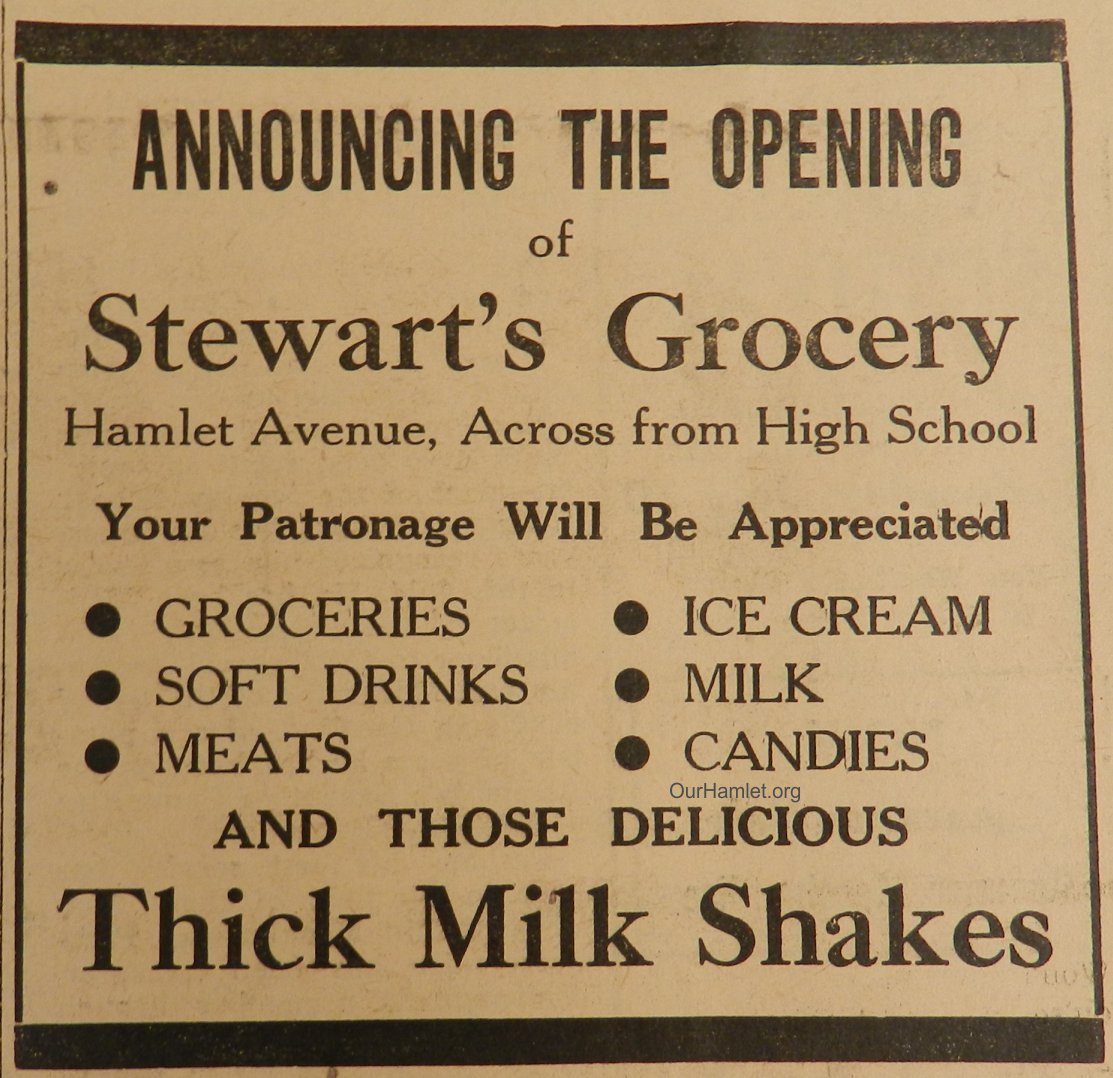 ANNOUNCING THE OPENING
of
Stewart's Grocery
Hamlet Avenue, Across from High School
Your Patronage Will Be Appreciated
● GROCERIES ● ICE CREAM
● SOFT DRINKS ● MILK
● MEATS ● CANDIES
OurHamlet.org
AND THOSE DELICIOUS
Thick Milk Shakes